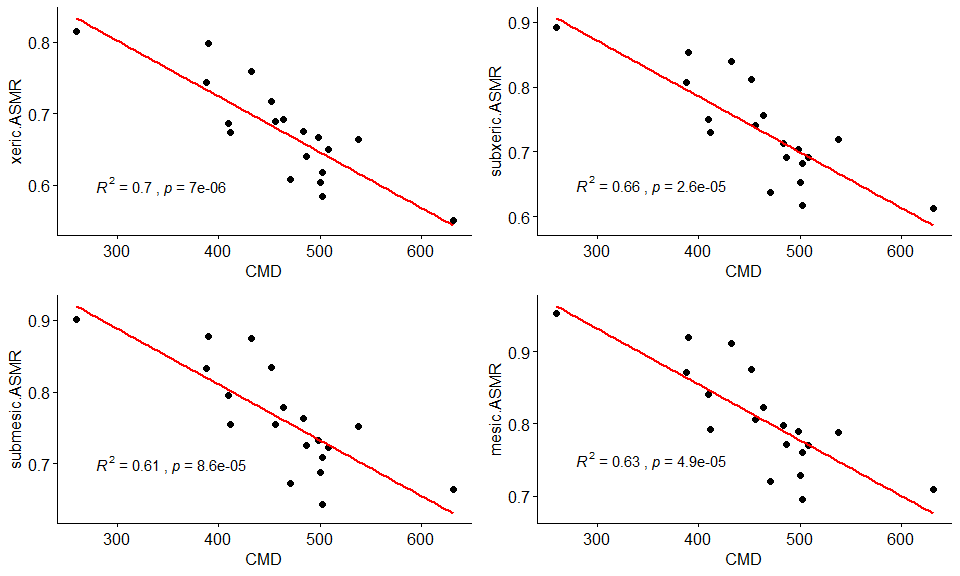 xeric.ASMR
0.8
0.7
0.6
R² = 0.7 , p = 7e-06
300 400 500 600
CMD
subxeric.ASMR
0.9
0.8
0.7
0.6
R² = 0.66 , p = 2.6e-05
300 400 500 600
CMD
submesic.ASMR
0.9
0.8
0.7
R² = 0.61 , p = 8.6e-05
300 400 500 600
CMD
mesic.ASMR
0.9
0.8
0.7
R² = 0.63 , p = 4.9e-05
300 400 500 600
CMD